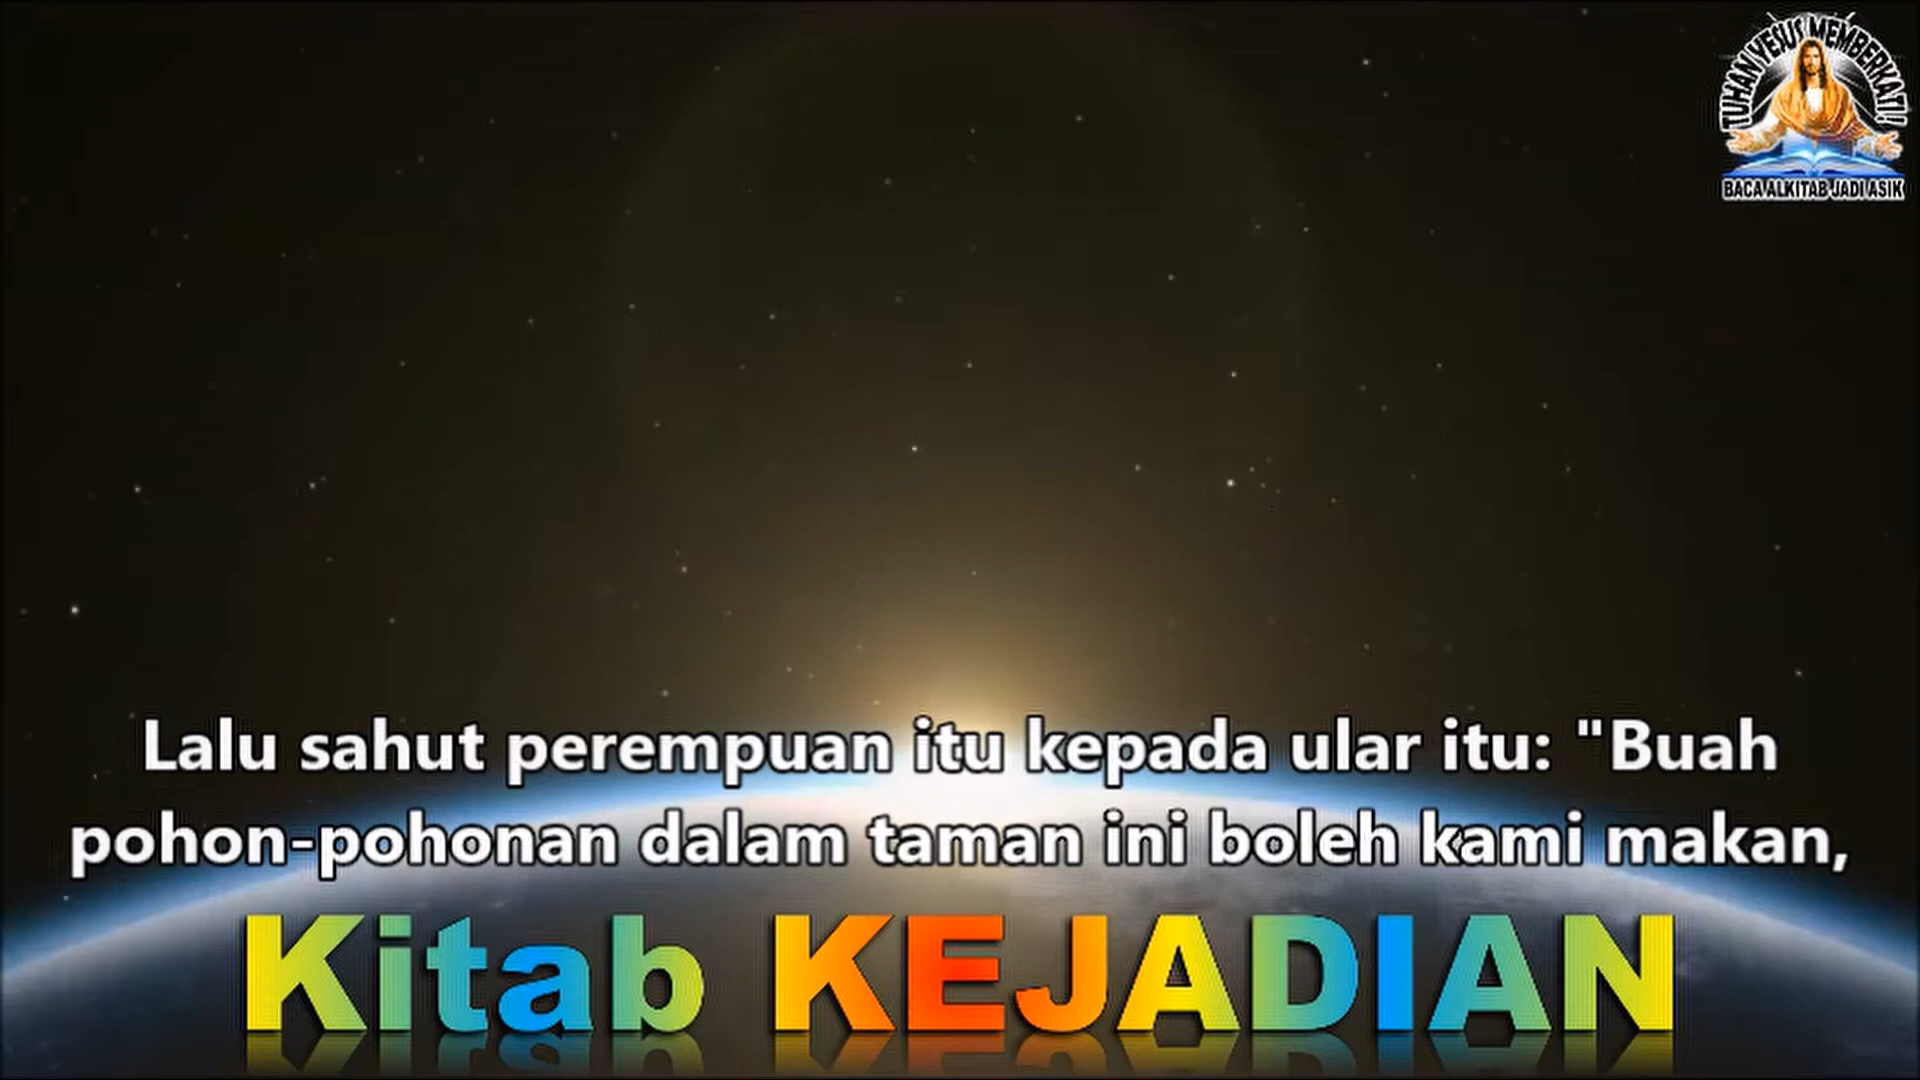 TUHAN YESUS MEMBERKATI!
BACA ALKITAB JADI ASIK
Lalu sahut perempuan itu kepada ular itu: "Buah
pohon-pohonan dalam taman ini boleh kami makan,
Kitab KEJADIAN